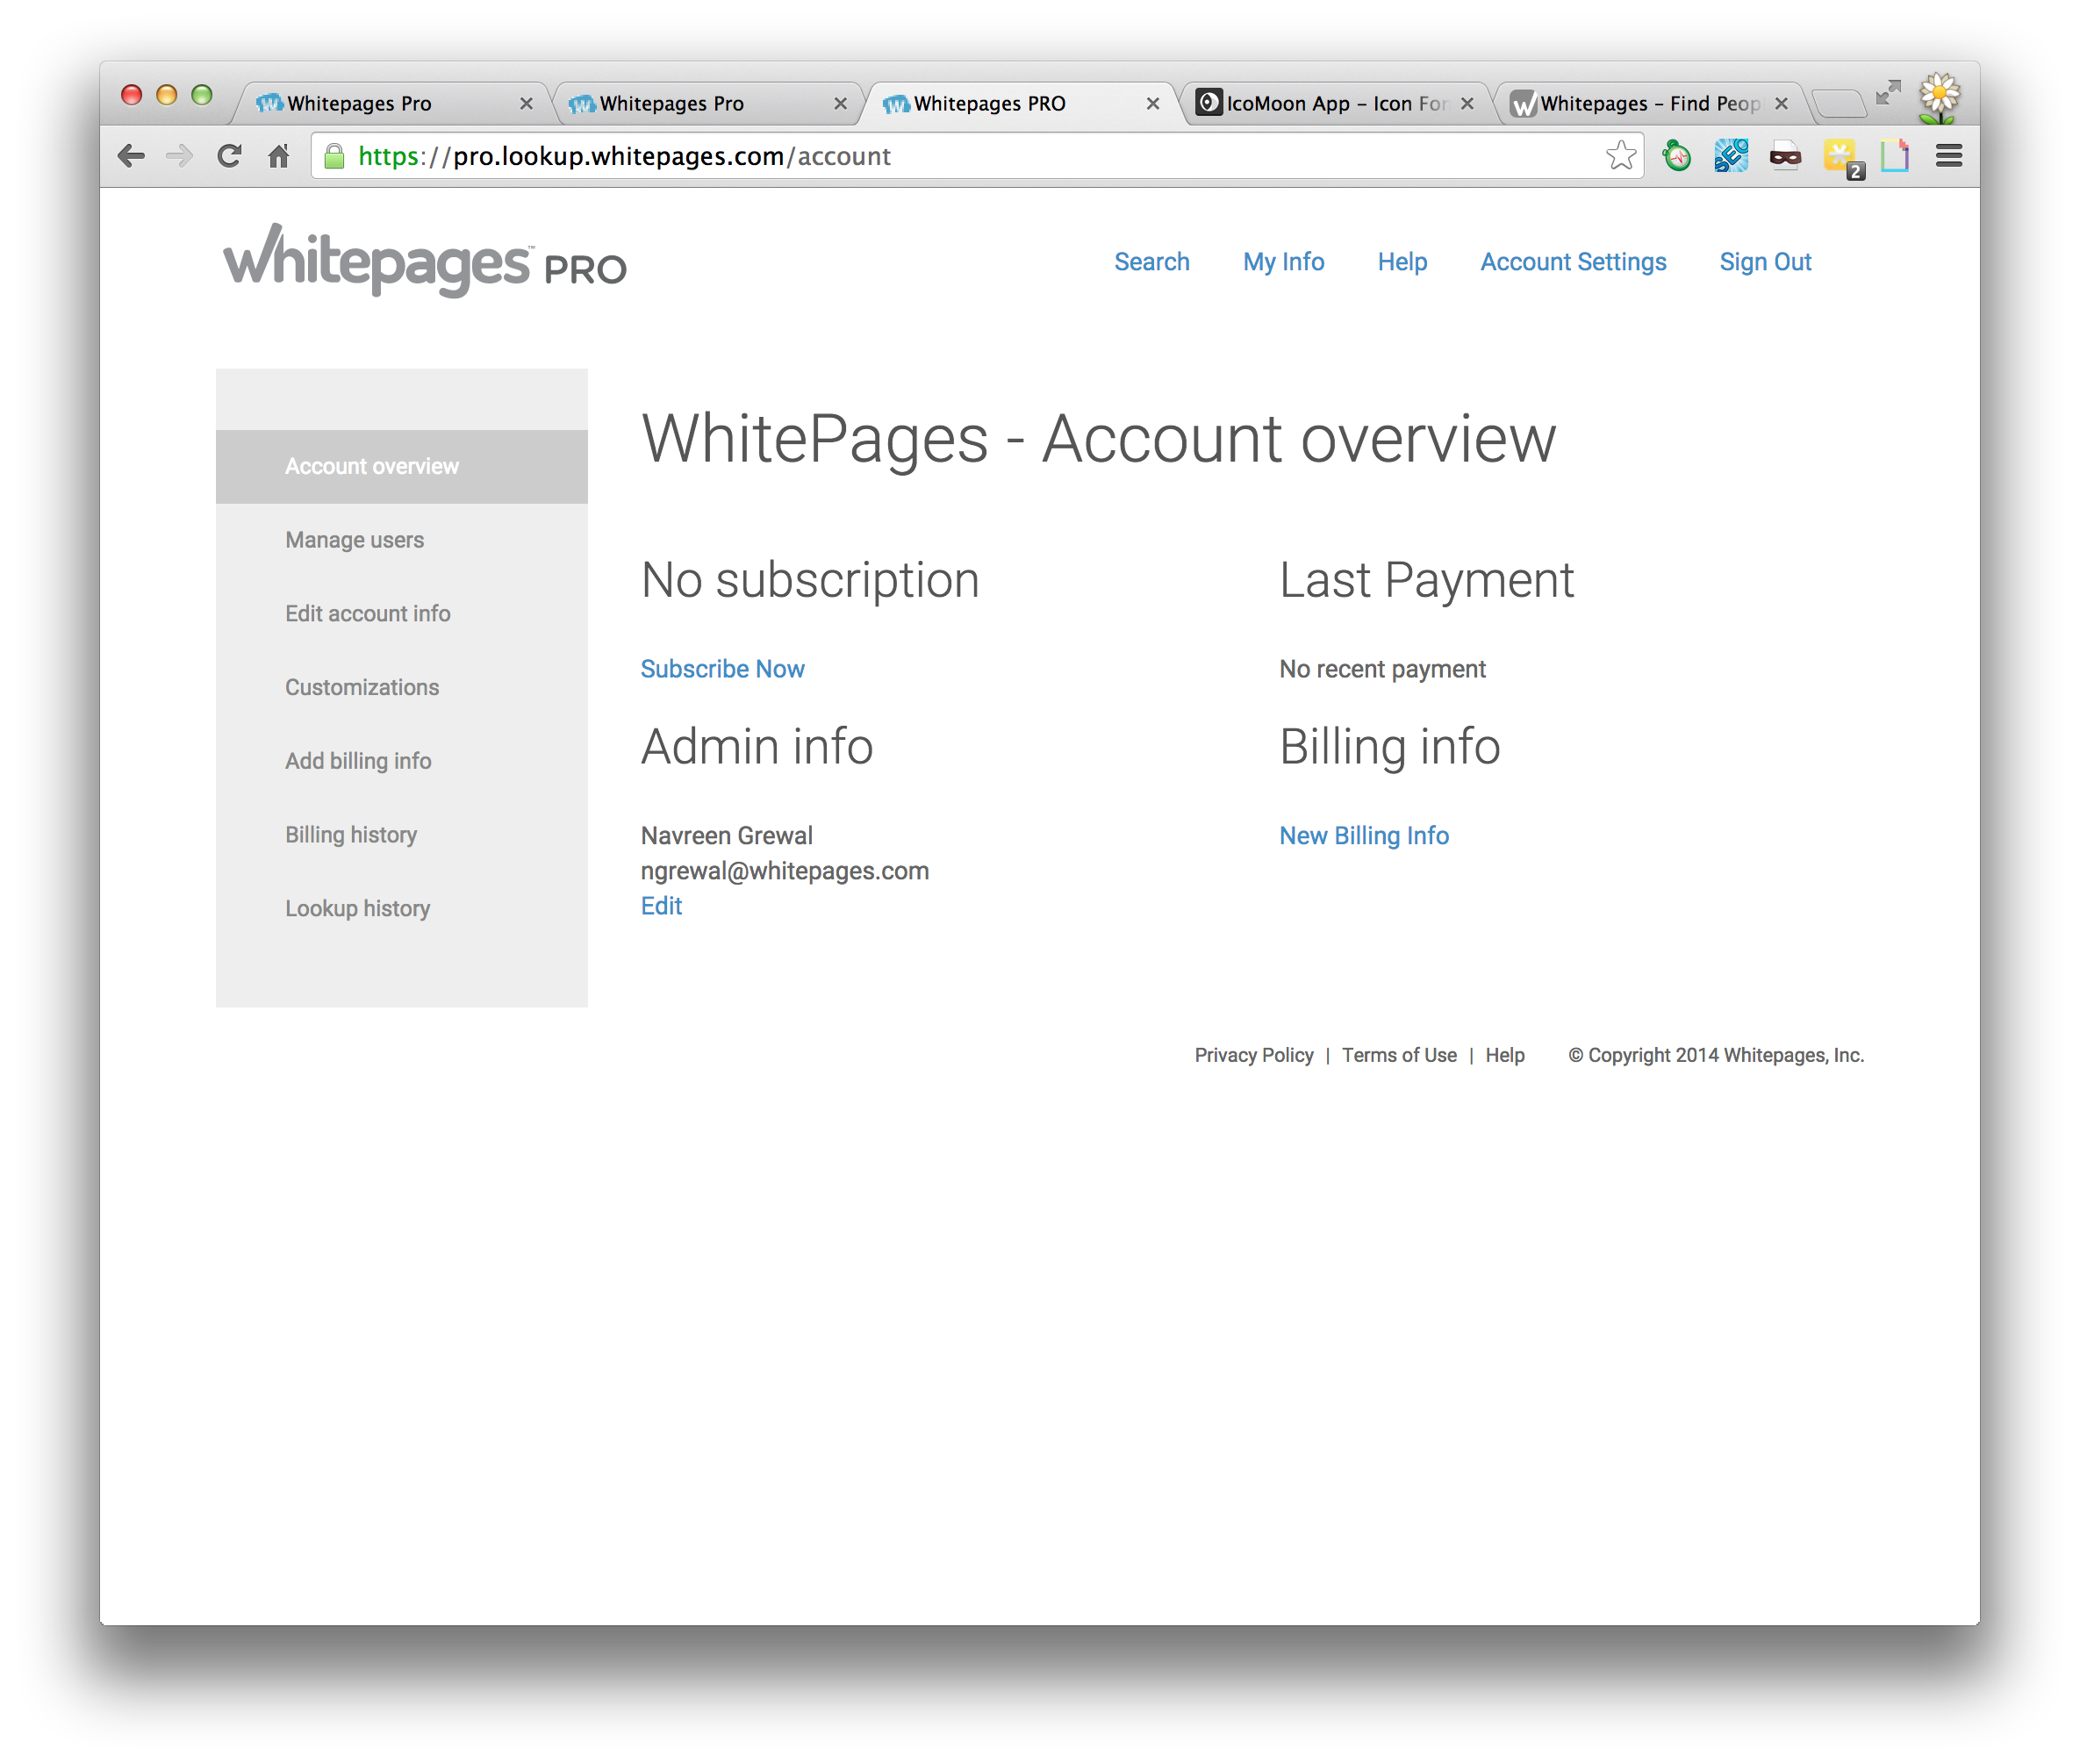 Whitepages Pro
Whitepages Pro
Whitepages PRO
IcoMoon App – Icon Fon
Whitepages – Find Peop
https://pro.lookup.whitepages.com/account
SEO
2
whitepages™ PRO
Search My Info Help Account Settings Sign Out
Account overview
Manage users
Edit account info
Customizations
Add billing info
Billing history
Lookup history
WhitePages - Account overview
No subscription
Subscribe Now
Last Payment
No recent payment
Admin info
Navreen Grewal
ngrewal@whitepages.com
Edit
Billing info
New Billing Info
Privacy Policy | Terms of Use | Help © Copyright 2014 Whitepages, Inc.